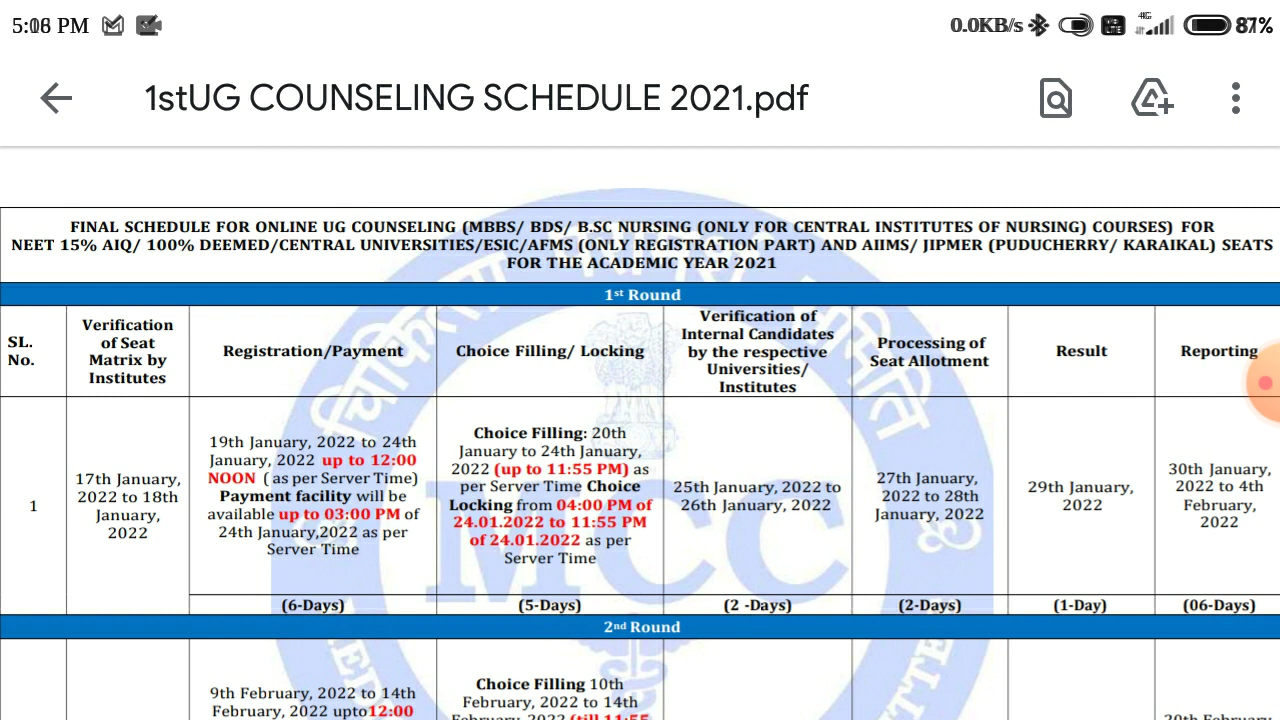 5:06 PM
0.0KB/s
4G
87%
1stUG COUNSELING SCHEDULE 2021.pdf
FINAL SCHEDULE FOR ONLINE UG COUNSELING (MBBS/ BDS/ B.SC NURSING (ONLY FOR CENTRAL INSTITUTES OF NURSING) COURSES) FOR
NEET 15% AIQ/ 100% DEEMED/CENTRAL UNIVERSITIES/ESIC/AFMS (ONLY REGISTRATION PART) AND AIIMS/ JIPMER (PUDUCHERRY/ KARAIKAL) SEATS
FOR THE ACADEMIC YEAR 2021
1st Round
SL.
No.
Verification
of Seat
Matrix by
Institutes
Registration/Payment
Choice Filling/ Locking
Verification of
Internal Candidates
by the respective
Universities/
Institutes
Processing of
Seat Allotment
Result
Reporting
1
17th January,
2022 to 18th
January,
2022
19th January, 2022 to 24th
January, 2022 up to 12:00
NOON ( as per Server Time)
Payment facility will be
available up to 03:00 PM of
24th January,2022 as per
Server Time
Choice Filling: 20th
January to 24th January,
2022 (up to 11:55 PM) as
per Server Time Choice
Locking from 04:00 PM of
24.01.2022 to 11:55 PM
of 24.01.2022 as per
Server Time
25th January, 2022 to
26th January, 2022
27th January,
2022 to 28th
January, 2022
29th January,
2022
30th January,
2022 to 4th
February,
2022
(6-Days)
(5-Days)
(2 -Days)
(2-Days)
(1-Day)
(06-Days)
2nd Round
9th February, 2022 to 14th
February, 2022 upto12:00
Choice Filling 10th
February, 2022 to 14th
February, 2022 (till 11:55
20th February
MCC